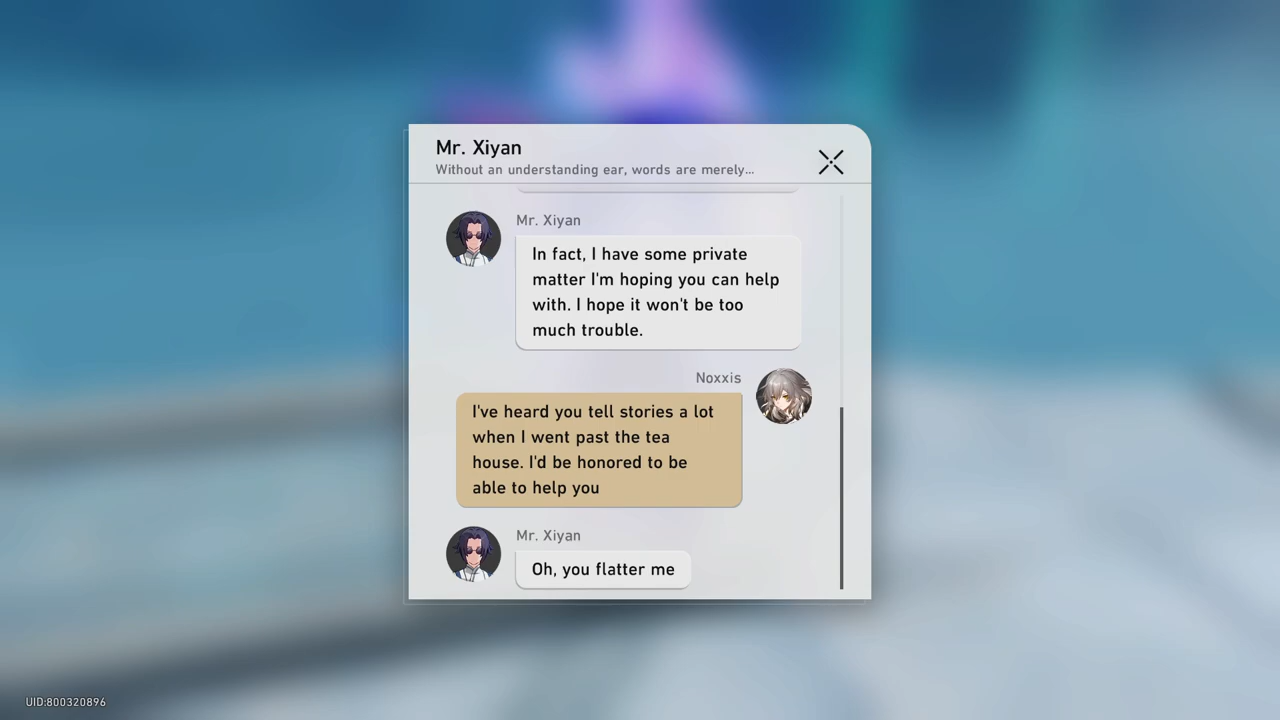 Mr. Xiyan
Without an understanding ear, words are merely...
Mr. Xiyan
In fact, I have some private
matter I'm hoping you can help
with. I hope it won't be too
much trouble.
Noxxis
I've heard you tell stories a lot
when I went past the tea
house. I'd be honored to be
able to help you
Mr. Xiyan
Oh, you flatter me
UID:800320896